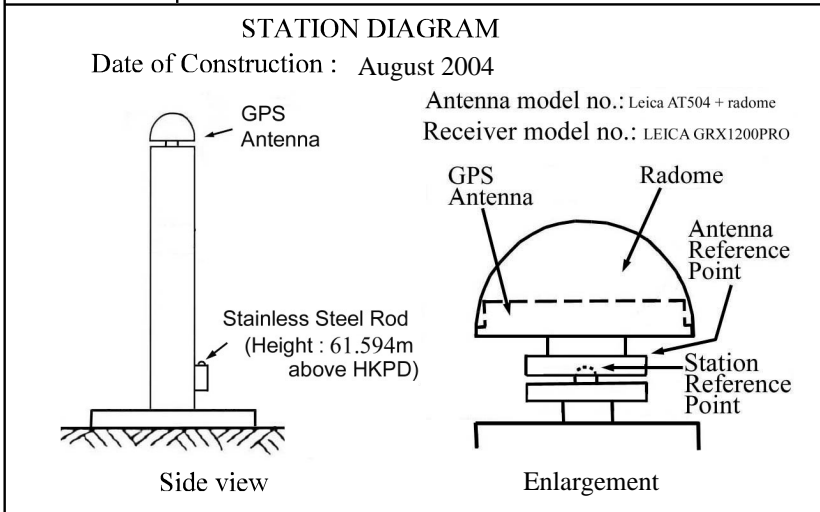 STATION DIAGRAM
Date of Construction : August 2004
Antenna model no.: Leica AT504 + radome
Receiver model no.: LEICA GRX1200PRO
GPS
Antenna
Stainless Steel Rod
(Height : 61.594m
above HKPD)
Side view
GPS
Antenna
Radome
Antenna
Reference
Point
Station
Reference
Point
Enlargement